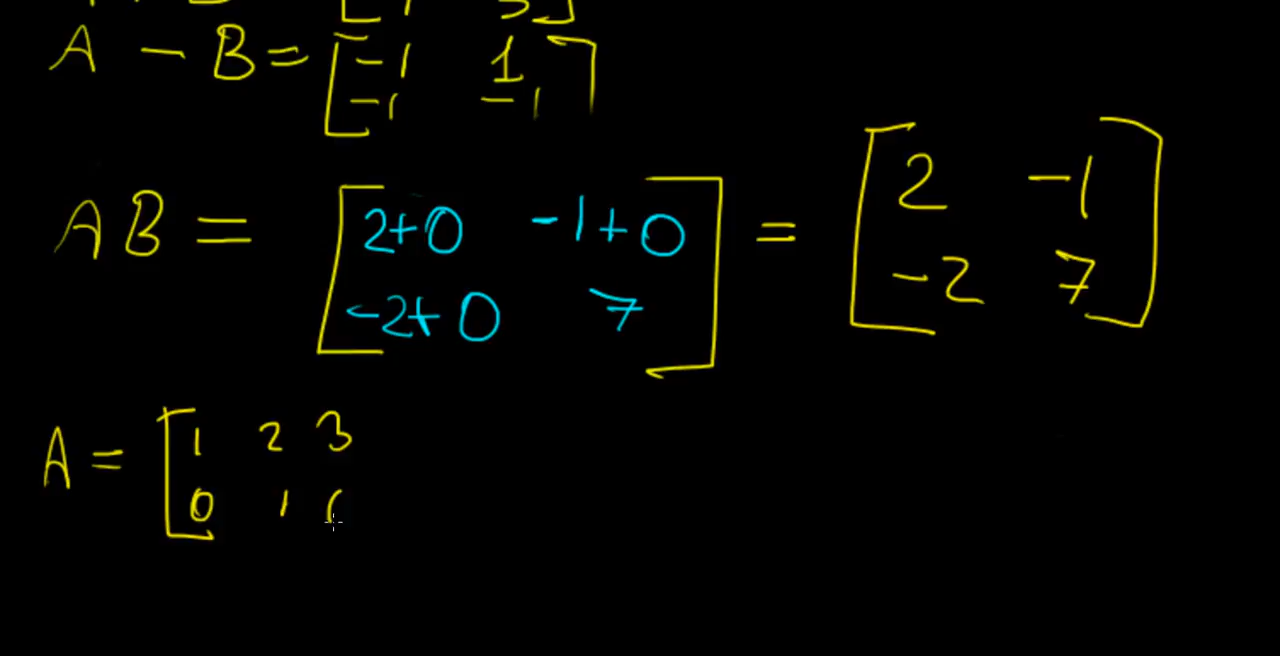 A - B = [-1 1
-1 -1]
AB = [2+0 -1+0 = [2 -1
-2+0 7] -2 7]
A = [1 2 3
0 1